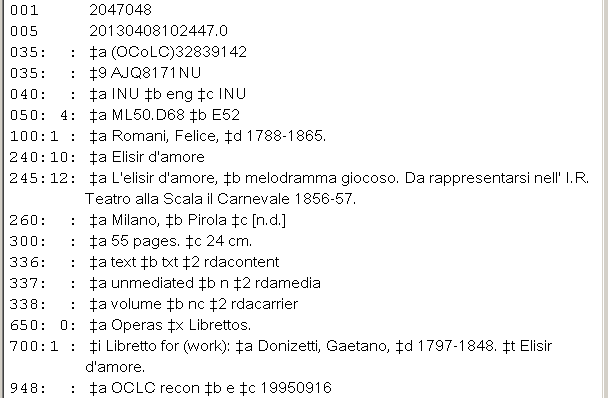 001 2047048
005 20130408102447.0
035: : ‡a (OCoLC)32839142
035: : ‡9 AJQ8171NU
040: : ‡a INU ‡b eng ‡c INU
050: 4: ‡a ML50.D68 ‡b E52
100:1 : ‡a Romani, Felice, ‡d 1788-1865.
240:10: ‡a Elisir d'amore
245:12: ‡a L'elisir d'amore, ‡b melodramma giocoso. Da rappresentarsi nell' I.R.
Teatro alla Scala il Carnevale 1856-57.
260: : ‡a Milano, ‡b Pirola ‡c [n.d.]
300: : ‡a 55 pages. ‡c 24 cm.
336: : ‡a text ‡b txt ‡2 rdacontent
337: : ‡a unmediated ‡b n ‡2 rdamedia
338: : ‡a volume ‡b nc ‡2 rdacarrier
650: 0: ‡a Operas ‡x Librettos.
700:1 : ‡i Libretto for (work): ‡a Donizetti, Gaetano, ‡d 1797-1848. ‡t Elisir
d'amore.
948: : ‡a OCLC recon ‡b e ‡c 19950916